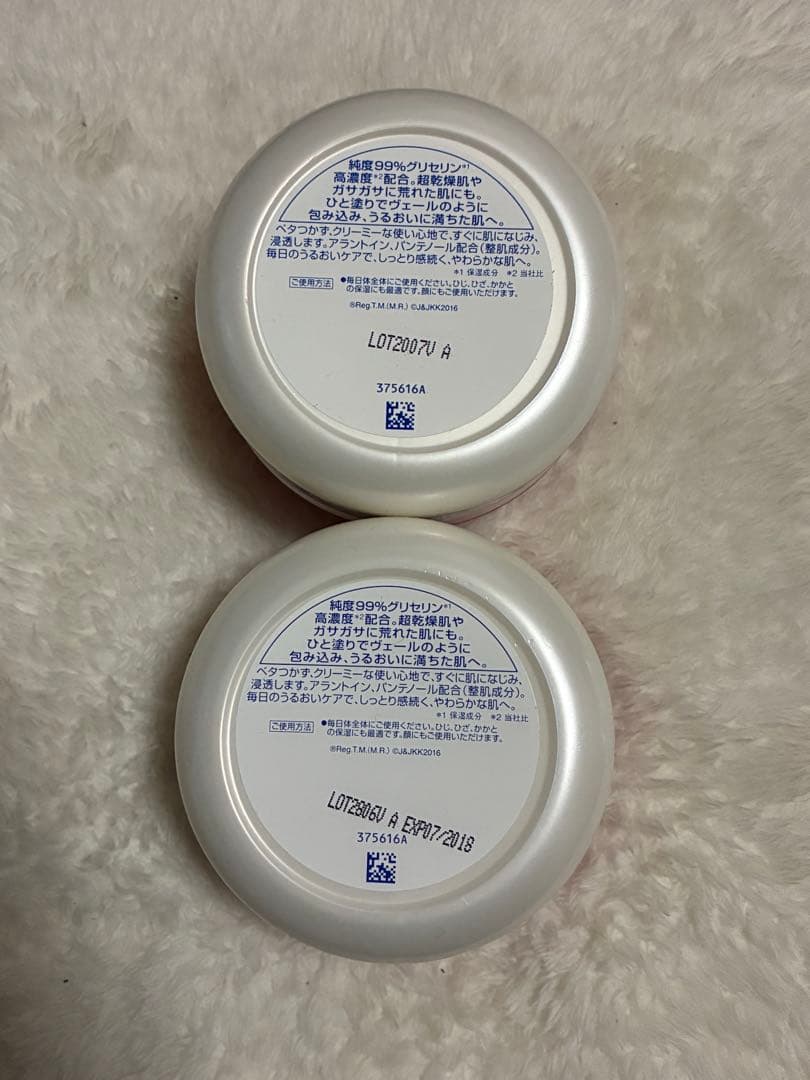 純度99%グリセリン*1
高濃度*2配合。超乾燥肌や
ガサガサに荒れた肌にも。
ひと塗りでヴェールのように
包み込み、うるおいに満ちた肌へ。
ベタつかず、クリーミーな使い心地で、すぐに肌になじみ、
浸透します。アラントイン、パンテノール配合(整肌成分)。
毎日のうるおいケアで、しっとり感続く、やわらかな肌へ。
*1 保湿成分 *2 当社比
ご使用方法 ●毎日体全体にご使用ください。ひじ、ひざ、かかと
の保湿にも最適です。顔にもご使用いただけます。
®Reg.T.M.(M.R.) ©J&JKK2016
LOT2007V A
375616A
純度99%グリセリン*1
高濃度*2配合。超乾燥肌や
ガサガサに荒れた肌にも。
ひと塗りでヴェールのように
包み込み、うるおいに満ちた肌へ。
ベタつかず、クリーミーな使い心地で、すぐに肌になじみ、
浸透します。アラントイン、パンテノール配合(整肌成分)。
毎日のうるおいケアで、しっとり感続く、やわらかな肌へ。
*1 保湿成分 *2 当社比
ご使用方法 ●毎日体全体にご使用ください。ひじ、ひざ、かかと
の保湿にも最適です。顔にもご使用いただけます。
®Reg.T.M.(M.R.) ©J&JKK2016
LOT2606V A EXP07/2018
375616A